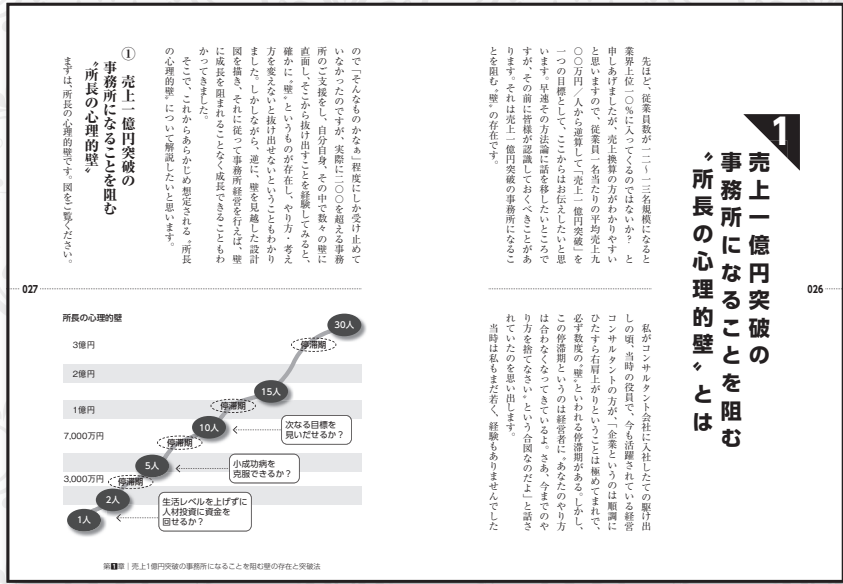 1
売上一億円突破の
事務所になることを阻む
〝所長の心理的壁〟とは
先ほど、従業員数が一二～一三名規模になると
業界上位一〇％に入ってくるのではないか？　と
申しあげましたが、売上換算の方がわかりやすい
と思いますので、従業員一名当たりの平均売上九
〇〇万円／人から逆算して「売上一億円突破」を
一つの目標として、ここからはお伝えしたいと思
います。早速その方法論に話を移したいところで
すが、その前に皆様が認識しておくべきことがあ
ります。それは売上一億円突破の事務所になるこ
とを阻む〝壁〟の存在です。
私がコンサルタント会社に入社したての駆け出
しの頃、当時の役員で、今も活躍されている経営
コンサルタントの方が、「企業というのは順調に
ひたすら右肩上がりということは極めてまれで、
必ず数度の〝壁〟といわれる停滞期がある。しかし、
この停滞期というのは経営者に〝あなたのやり方
は合わなくなってきているよ。さあ、今までのや
り方を捨てなさい〟という合図なのだよ」と話さ
れていたのを思い出します。
当時は私もまだ若く、経験もありませんでした
026
ので「そんなものかなぁ」程度にしか受け止めて
いなかったのですが、実際に二〇〇を超える事務
所のご支援をし、自分自身、その中で数々の壁に
直面し、そこから抜け出すことを経験してみると、
確かに〝壁〟というものが存在し、やり方・考え
方を変えないと抜け出せないということもわかり
ました。しかしながら、逆に、壁を見越した設計
図を描き、それに従って事務所経営を行えば、壁
に成長を阻まれることなく成長できることもわ
かってきました。
そこで、これからあらかじめ想定される〝所長
の心理的壁〟について解説したいと思います。
① 売上一億円突破の
事務所になることを阻む
〝所長の心理的壁〟
まずは、所長の心理的壁です。図をご覧ください。
027
所長の心理的壁
3億円
2億円
1億円
7,000万円
3,000万円
30人
停滞期
15人
停滞期
10人
停滞期
5人
停滞期
2人
1人
次なる目標を
見いだせるか？
小成功病を
克服できるか？
生活レベルを上げずに
人材投資に資金を
回せるか？
第1章｜売上1億円突破の事務所になることを阻む壁の存在と突破法